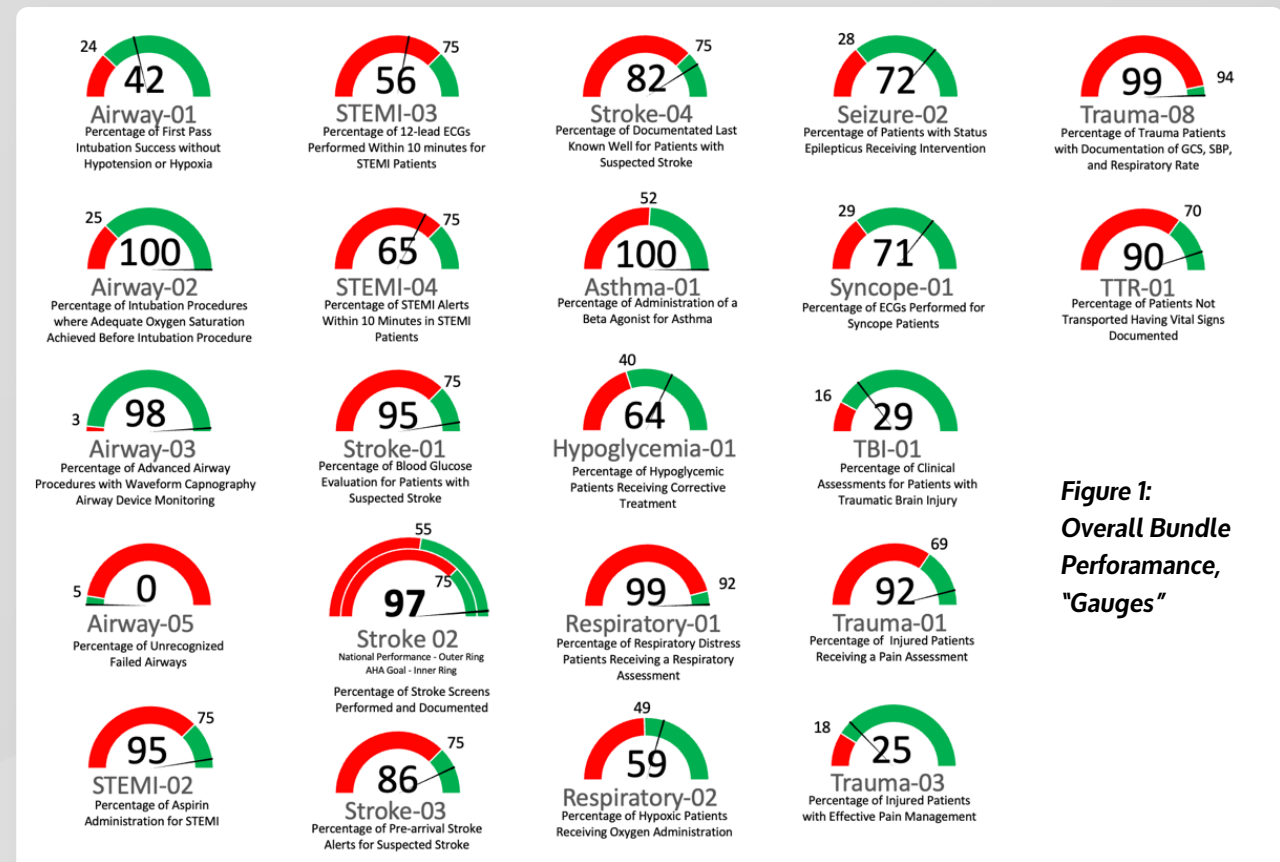 24
42
Airway-01
Percentage of First Pass
Intubation Success without
Hypotension or Hypoxia
25
100
Airway-02
Percentage of Intubation Procedures
where Adequate Oxygen Saturation
Achieved Before Intubation Procedure
3
98
Airway-03
Percentage of Advanced Airway
Procedures with Waveform Capnography
Airway Device Monitoring
5
0
Airway-05
Percentage of Unrecognized
Failed Airways
75
95
STEMI-02
Percentage of Aspirin
Administration for STEMI
75
56
STEMI-03
Percentage of 12-lead ECGs
Performed Within 10 minutes for
STEMI Patients
75
65
STEMI-04
Percentage of STEMI Alerts
Within 10 Minutes in STEMI
Patients
75
95
Stroke-01
Percentage of Blood Glucose
Evaluation for Patients with
Suspected Stroke
55
75
97
Stroke 02
National Performance - Outer Ring
AHA Goal - Inner Ring
Percentage of Stroke Screens
Performed and Documented
75
86
Stroke-03
Percentage of Pre-arrival Stroke
Alerts for Suspected Stroke
75
82
Stroke-04
Percentage of Documentated Last
Known Well for Patients with
Suspected Stroke
52
100
Asthma-01
Percentage of Administration of a
Beta Agonist for Asthma
40
64
Hypoglycemia-01
Percentage of Hypoglycemic
Patients Receiving Corrective
Treatment
92
99
Respiratory-01
Percentage of Respiratory Distress
Patients Receiving a Respiratory
Assessment
49
59
Respiratory-02
Percentage of Hypoxic Patients
Receiving Oxygen Administration
28
72
Seizure-02
Percentage of Patients with Status
Epilepticus Receiving Intervention
29
71
Syncope-01
Percentage of ECGs Performed for
Syncope Patients
16
29
TBI-01
Percentage of Clinical
Assessments for Patients with
Traumatic Brain Injury
69
92
Trauma-01
Percentage of Injured Patients
Receiving a Pain Assessment
18
25
Trauma-03
Percentage of Injured Patients
with Effective Pain Management
94
99
Trauma-08
Percentage of Trauma Patients
with Documentation of GCS, SBP,
and Respiratory Rate
70
90
TTR-01
Percentage of Patients Not
Transported Having Vital Signs
Documented
Figure 1:
Overall Bundle
Perforamance,
"Gauges"